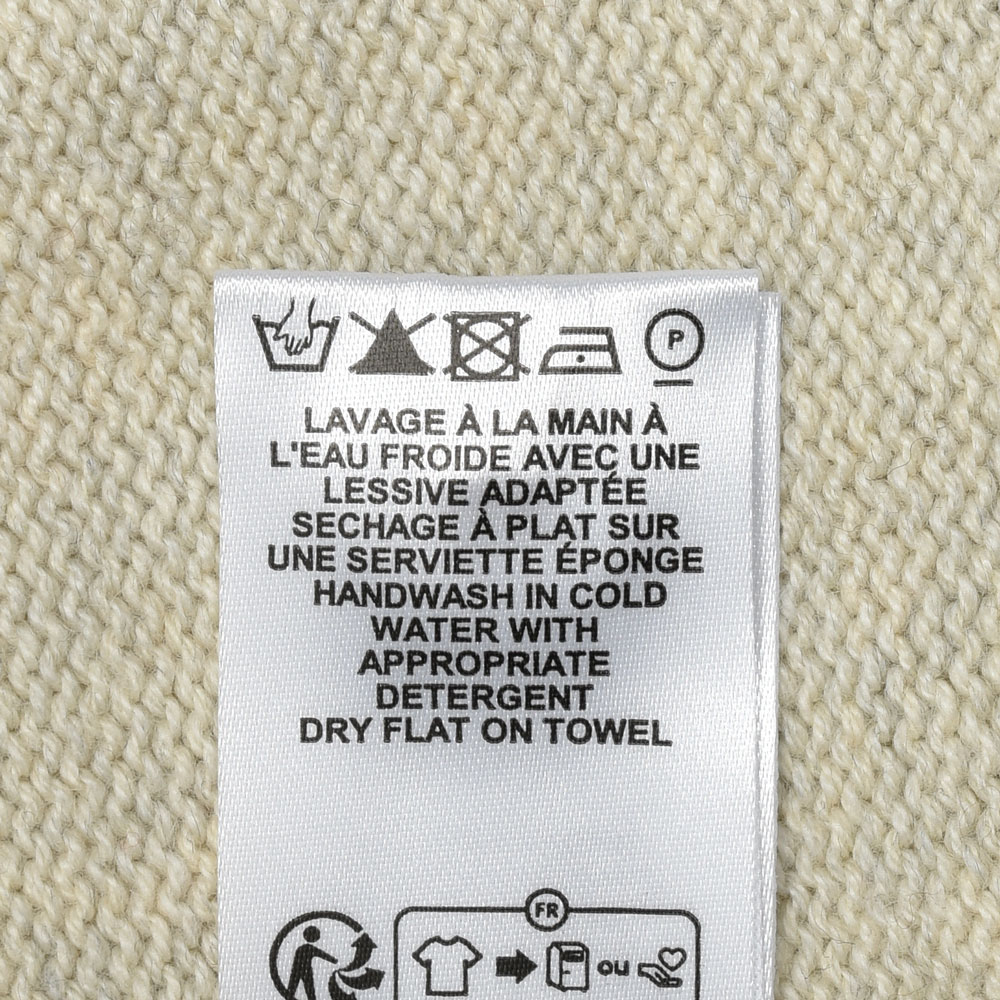 P
LAVAGE À LA MAIN À
L'EAU FROIDE AVEC UNE
LESSIVE ADAPTÉE
SECHAGE À PLAT SUR
UNE SERVIETTE ÉPONGE
HANDWASH IN COLD
WATER WITH
APPROPRIATE
DETERGENT
DRY FLAT ON TOWEL
FR
ou